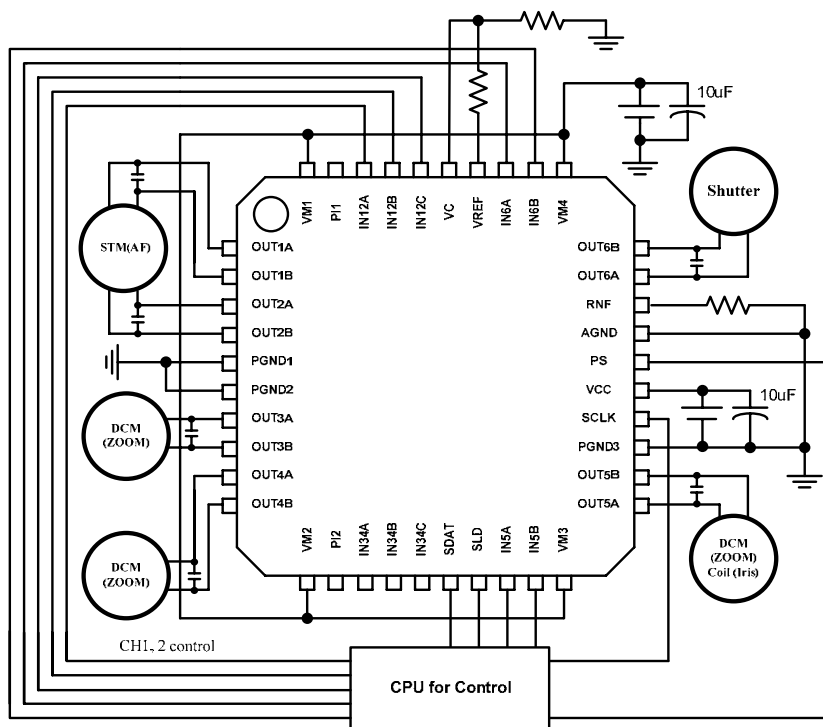 10uF
Shutter
VM1
PI1
IN12A
IN12B
IN12C
VC
VREF
IN6A
IN6B
VM4
STM(AF)
OUT1A
OUT1B
OUT2A
OUT2B
PGND1
PGND2
OUT3A
OUT3B
OUT4A
OUT4B
OUT6B
OUT6A
RNF
AGND
PS
VCC
SCLK
PGND3
OUT5B
OUT5A
10uF
DCM
(ZOOM)
DCM
(ZOOM)
DCM
(ZOOM)
Coil (Iris)
VM2
PI2
IN34A
IN34B
IN34C
SDAT
SLD
IN5A
IN5B
VM3
CH1, 2 control
CPU for Control